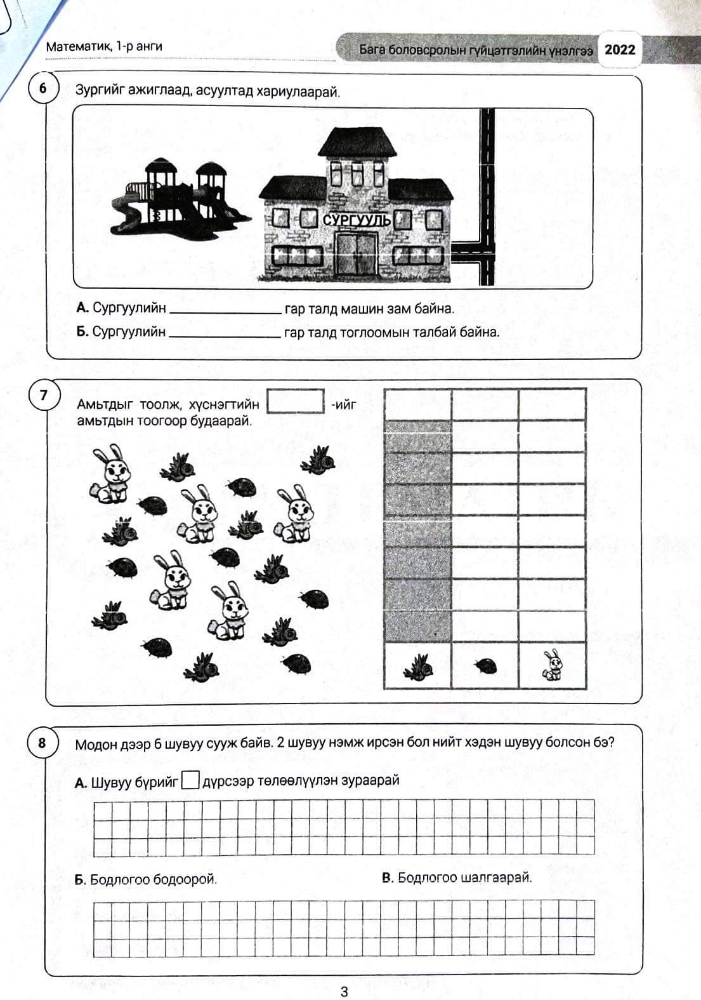 Математик, 1-р анги
Бага боловсролын гүйцэтгэлийн үнэлгээ 2022
6
Зургийг ажиглаад, асуултад хариулаарай.
СУРГУУЛЬ
А. Сургуулийн ______________ гар талд машин зам байна.
Б. Сургуулийн ______________ гар талд тоглоомын талбай байна.
7
Амьтдыг тоолж, хүснэгтийн -ийг
амьтдын тоогоор будаарай.
8
Модон дээр 6 шувуу сууж байв. 2 шувуу нэмж ирсэн бол нийт хэдэн шувуу болсон бэ?
А. Шувуу бүрийг дүрсээр төлөөлүүлэн зураарай
Б. Бодлогоо бодоорой.
В. Бодлогоо шалгаарай.
3